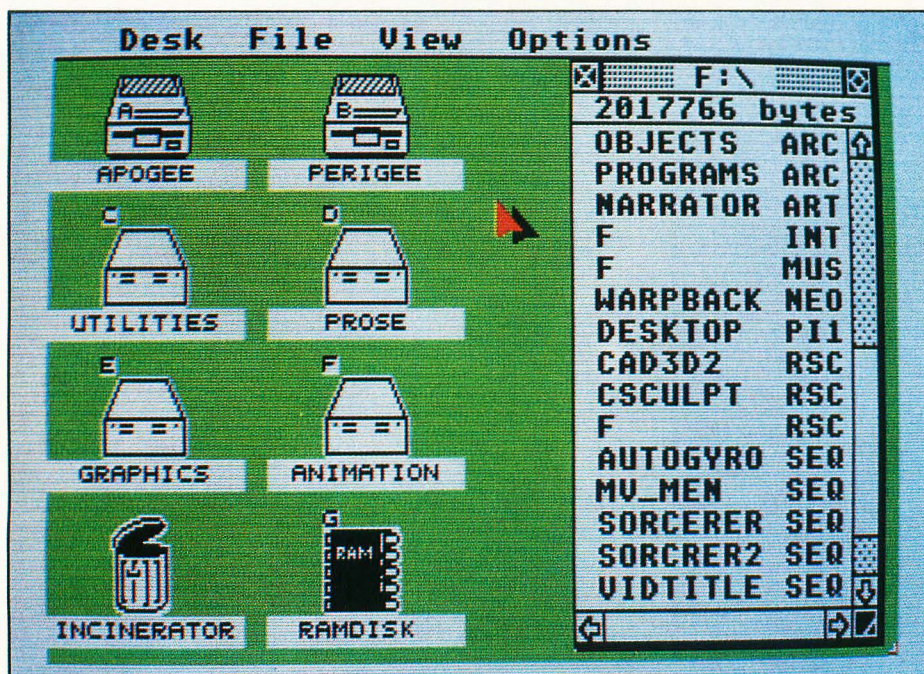 Desk File View Options
A
APOGEE
B
PERIGEE
C
UTILITIES
D
PROSE
E
GRAPHICS
F
ANIMATION
INCINERATOR
G
RAM
RAMDISK
F:\
2017766 bytes
OBJECTS ARC
PROGRAMS ARC
NARRATOR ART
F INT
F MUS
WARPBACK NEO
DESKTOP PI1
CAD3D2 RSC
CSCULPT RSC
F RSC
AUTOGYRO SEQ
MV_MEN SEQ
SORCERER SEQ
SORCRER2 SEQ
VIDTITLE SEQ